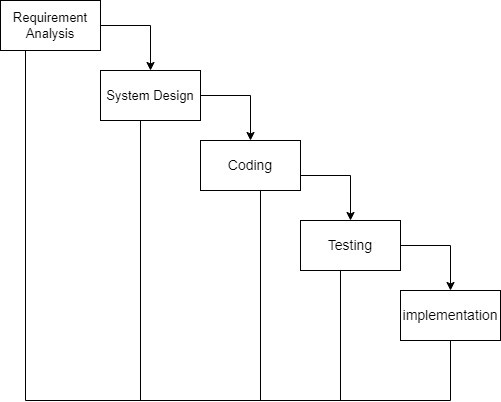 Requirement
Analysis
System Design
Coding
Testing
implementation